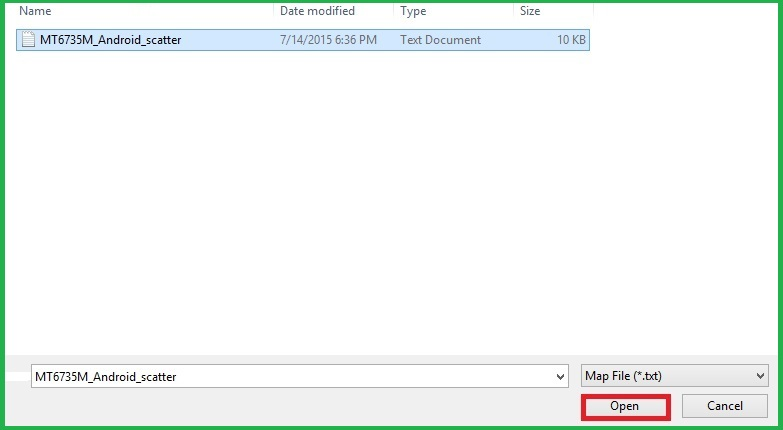 Name Date modified Type Size
MT6735M_Android_scatter 7/14/2015 6:36 PM Text Document 10 KB
MT6735M_Android_scatter Map File (*.txt)
Open Cancel